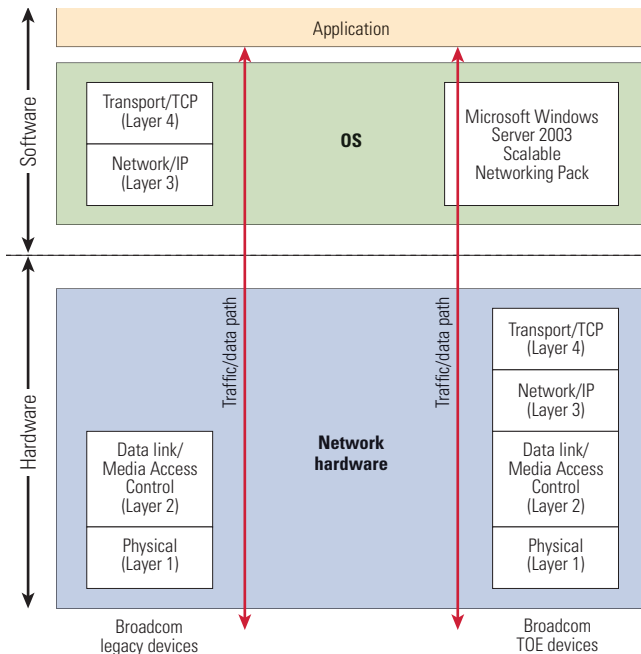 Application
Software
Transport/TCP
(Layer 4)
Network/IP
(Layer 3)
OS
Microsoft Windows
Server 2003
Scalable
Networking Pack
Hardware
Traffic/data path
Traffic/data path
Data link/
Media Access
Control
(Layer 2)
Physical
(Layer 1)
Network
hardware
Transport/TCP
(Layer 4)
Network/IP
(Layer 3)
Data link/
Media Access
Control
(Layer 2)
Physical
(Layer 1)
Broadcom
legacy devices
Broadcom
TOE devices